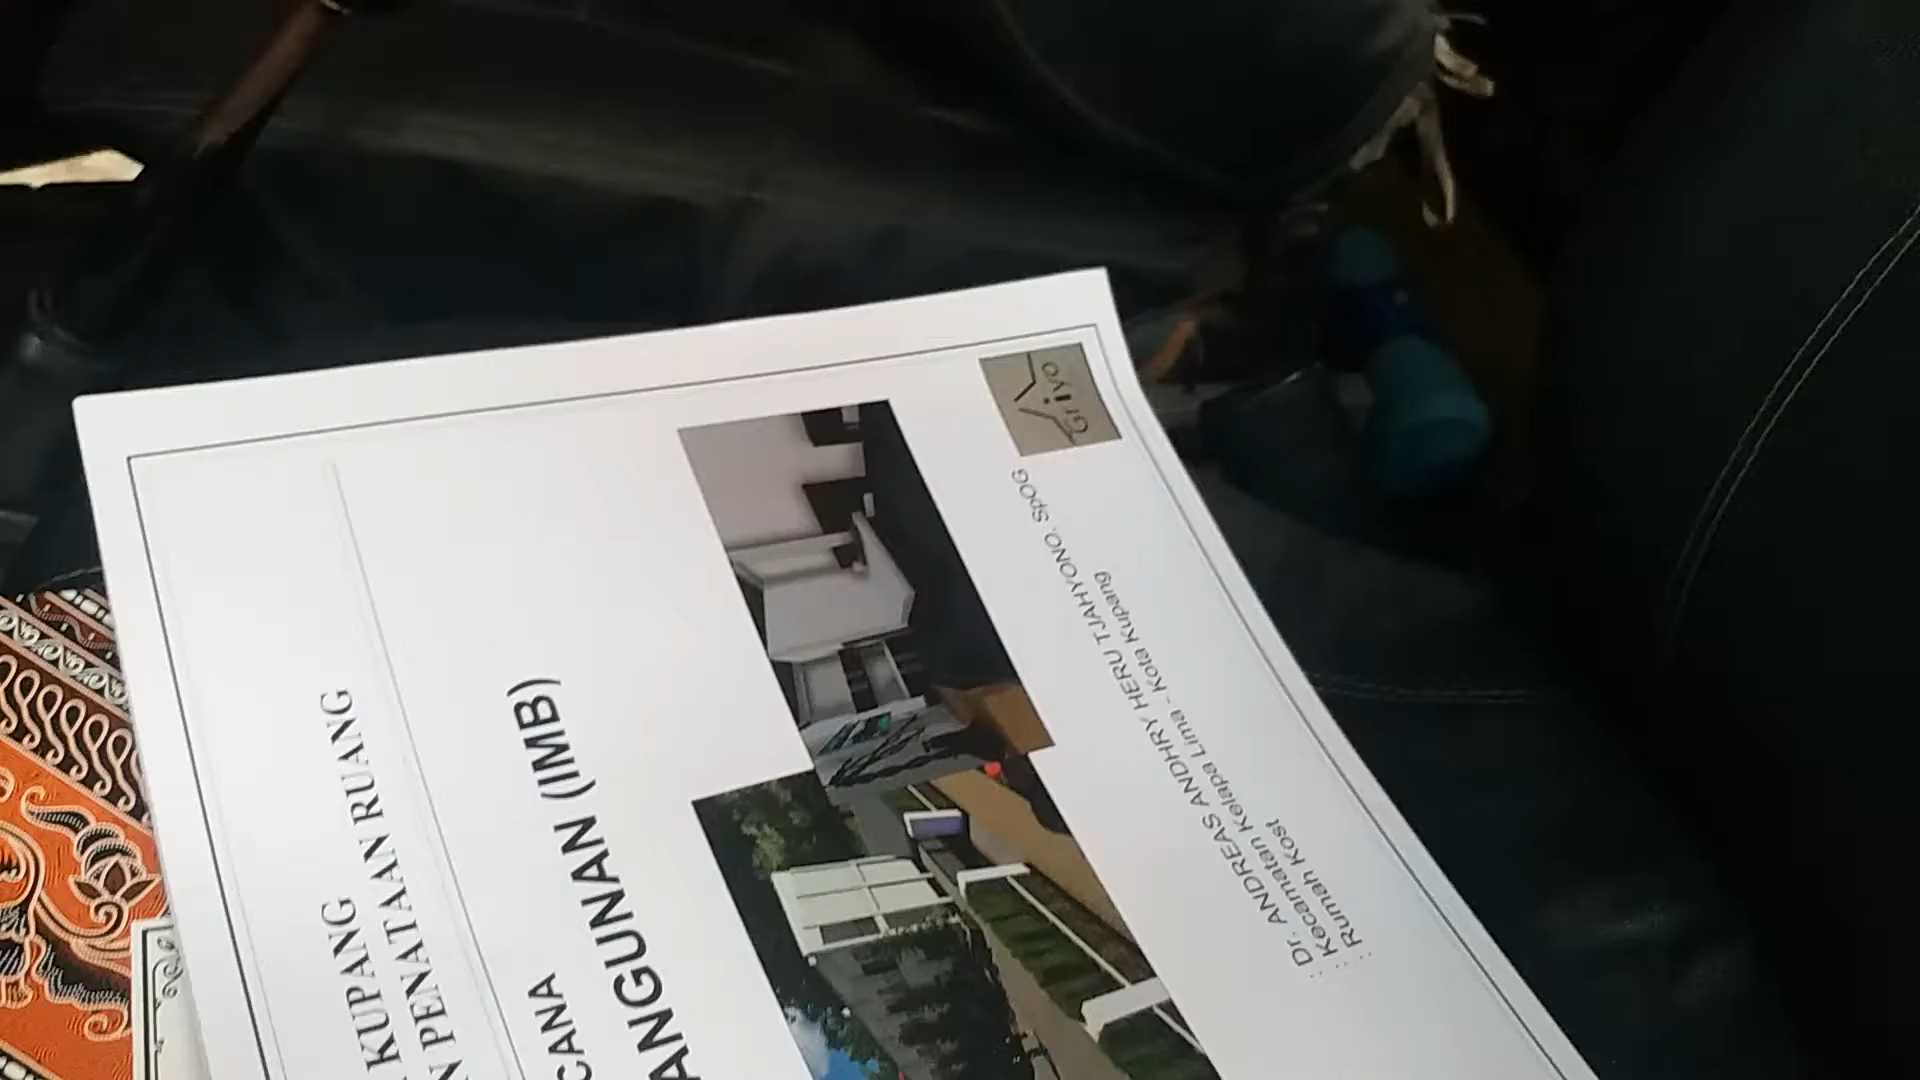 KUPANG
N PENATAAN RUANG
CANA
ANGUNAN (IMB)
Griyo
: Dr. ANDREAS ANDHRY HERU TJAHYONO, SpOG
: Kecamatan Kelapa Lima - Kota Kupang
: Rumah Kost